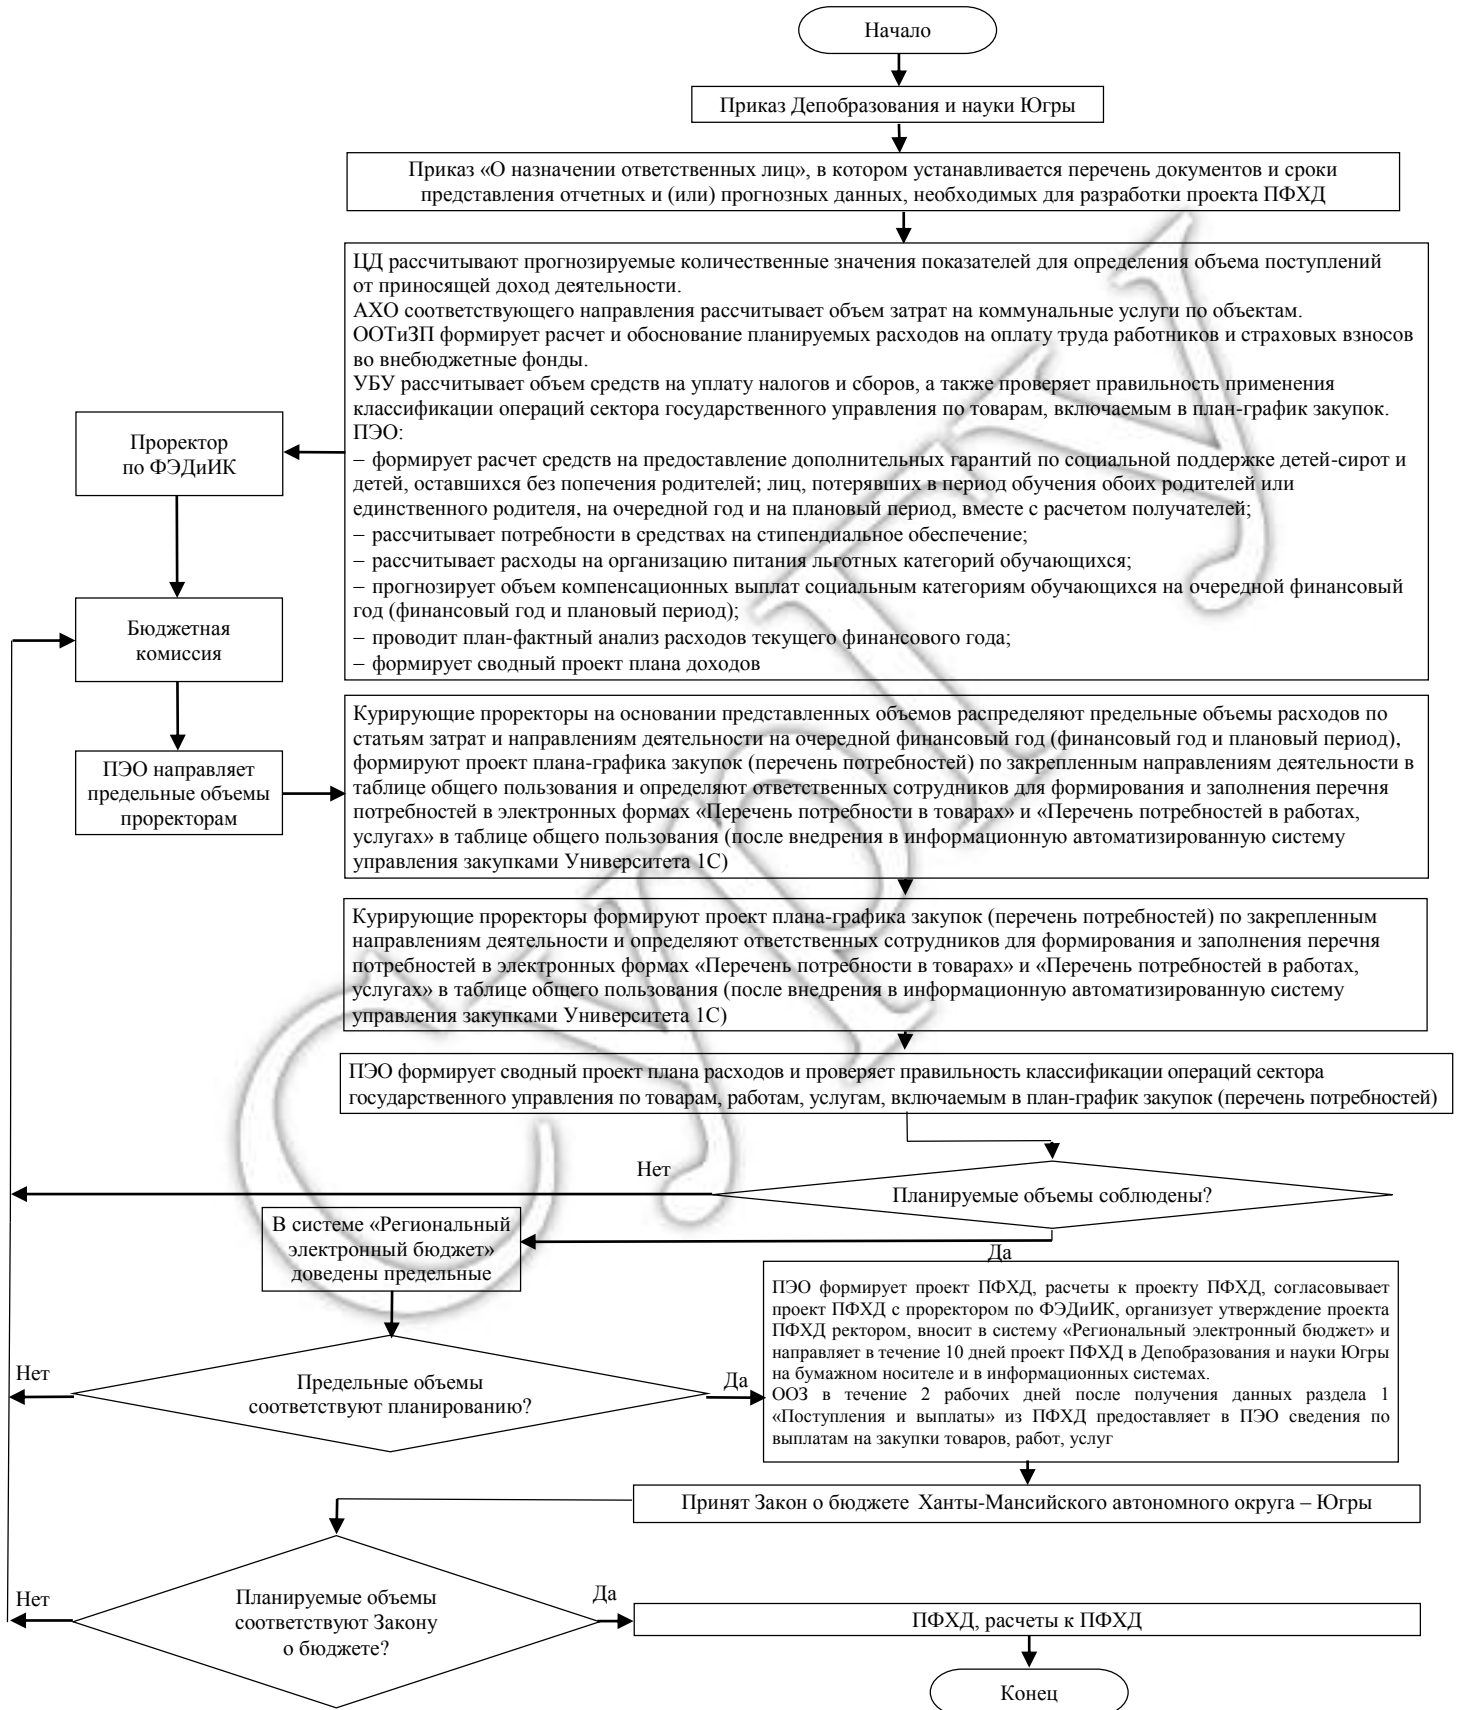 Начало
Приказ Депобразования и науки Югры
Приказ «О назначении ответственных лиц», в котором устанавливается перечень документов и сроки
представления отчетных и (или) прогнозных данных, необходимых для разработки проекта ПФХД
ЦД рассчитывают прогнозируемые количественные значения показателей для определения объема поступлений
от приносящей доход деятельности.
АХО соответствующего направления рассчитывает объем затрат на коммунальные услуги по объектам.
ООТиЗП формирует расчет и обоснование планируемых расходов на оплату труда работников и страховых взносов
во внебюджетные фонды.
УБУ рассчитывает объем средств на уплату налогов и сборов, а также проверяет правильность применения
классификации операций сектора государственного управления по товарам, включаемым в план-график закупок.
ПЭО:
– формирует расчет средств на предоставление дополнительных гарантий по социальной поддержке детей-сирот и
детей, оставшихся без попечения родителей; лиц, потерявших в период обучения обоих родителей или
единственного родителя, на очередной год и на плановый период, вместе с расчетом получателей;
– рассчитывает потребности в средствах на стипендиальное обеспечение;
– рассчитывает расходы на организацию питания льготных категорий обучающихся;
– прогнозирует объем компенсационных выплат социальным категориям обучающихся на очередной финансовый
год (финансовый год и плановый период);
– проводит план-фактный анализ расходов текущего финансового года;
– формирует сводный проект плана доходов
Проректор
по ФЭДиИК
Бюджетная
комиссия
ПЭО направляет
предельные объемы
проректорам
Курирующие проректоры на основании представленных объемов распределяют предельные объемы расходов по
статьям затрат и направлениям деятельности на очередной финансовый год (финансовый год и плановый период),
формируют проект плана-графика закупок (перечень потребностей) по закрепленным направлениям деятельности в
таблице общего пользования и определяют ответственных сотрудников для формирования и заполнения перечня
потребностей в электронных формах «Перечень потребности в товарах» и «Перечень потребностей в работах,
услугах» в таблице общего пользования (после внедрения в информационную автоматизированную систему
управления закупками Университета 1С)
Курирующие проректоры формируют проект плана-графика закупок (перечень потребностей) по закрепленным
направлениям деятельности и определяют ответственных сотрудников для формирования и заполнения перечня
потребностей в электронных формах «Перечень потребности в товарах» и «Перечень потребностей в работах,
услугах» в таблице общего пользования (после внедрения в информационную автоматизированную систему
управления закупками Университета 1С)
ПЭО формирует сводный проект плана расходов и проверяет правильность классификации операций сектора
государственного управления по товарам, работам, услугам, включаемым в план-график закупок (перечень потребностей)
Нет
Планируемые объемы соблюдены?
Да
В системе «Региональный
электронный бюджет»
доведены предельные
ПЭО формирует проект ПФХД, расчеты к проекту ПФХД, согласовывает
проект ПФХД с проректором по ФЭДиИК, организует утверждение проекта
ПФХД ректором, вносит в систему «Региональный электронный бюджет» и
направляет в течение 10 дней проект ПФХД в Депобразования и науки Югры
на бумажном носителе и в информационных системах.
ООЗ в течение 2 рабочих дней после получения данных раздела 1
«Поступления и выплаты» из ПФХД предоставляет в ПЭО сведения по
выплатам на закупки товаров, работ, услуг
Нет
Предельные объемы
соответствуют планированию?
Да
Принят Закон о бюджете Ханты-Мансийского автономного округа – Югры
Нет
Планируемые объемы
соответствуют Закону
о бюджете?
Да
ПФХД, расчеты к ПФХД
Конец
СурГУ